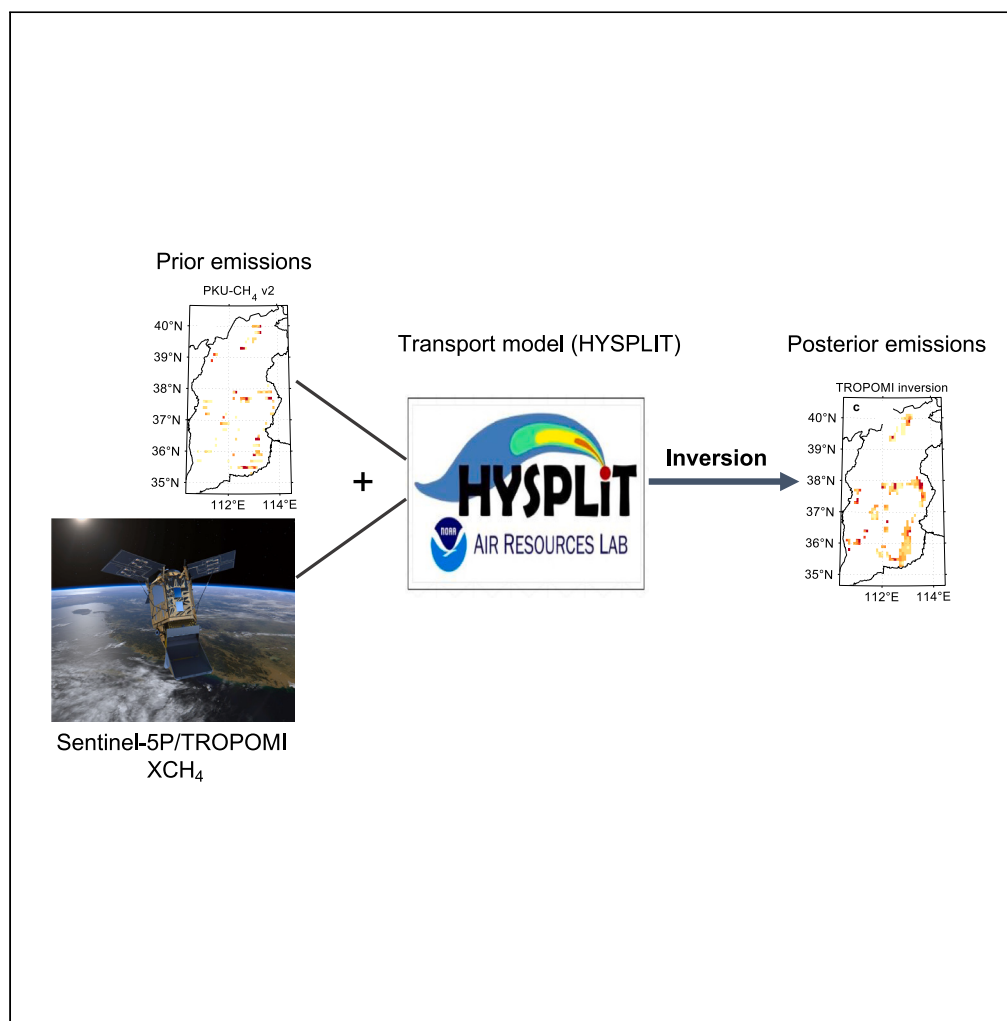 Prior emissions
PKU-CH₄ v2
40°N
39°N
38°N
37°N
36°N
35°N
112°E 114°E
+
Sentinel-5P/TROPOMI
XCH₄
Transport model (HYSPLIT)
HYSPLiT
NOAA
AIR RESOURCES LAB
Inversion
Posterior emissions
TROPOMI inversion
c
40°N
39°N
38°N
37°N
36°N
35°N
112°E 114°E